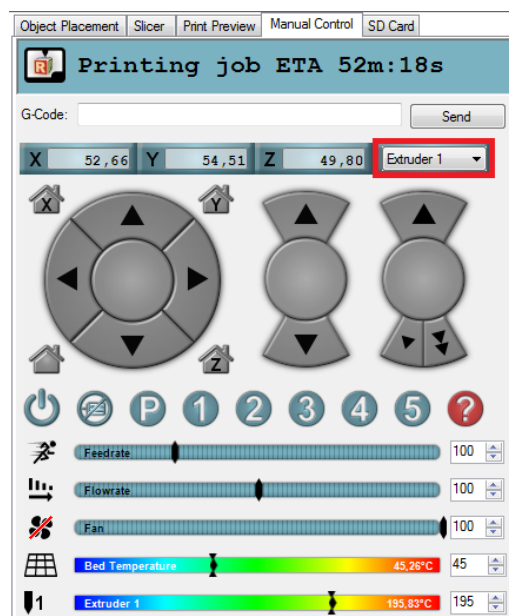 Object Placement Slicer Print Preview Manual Control SD Card
R Printing job ETA 52m:18s
G-Code: Send
X 52,66 Y 54,51 Z 49,80 Extruder 1
X Y
Z
P 1 2 3 4 5 ?
Feedrate 100
Flowrate 100
Fan 100
Bed Temperature 45,26°C 45
1 Extruder 1 195,83°C 195